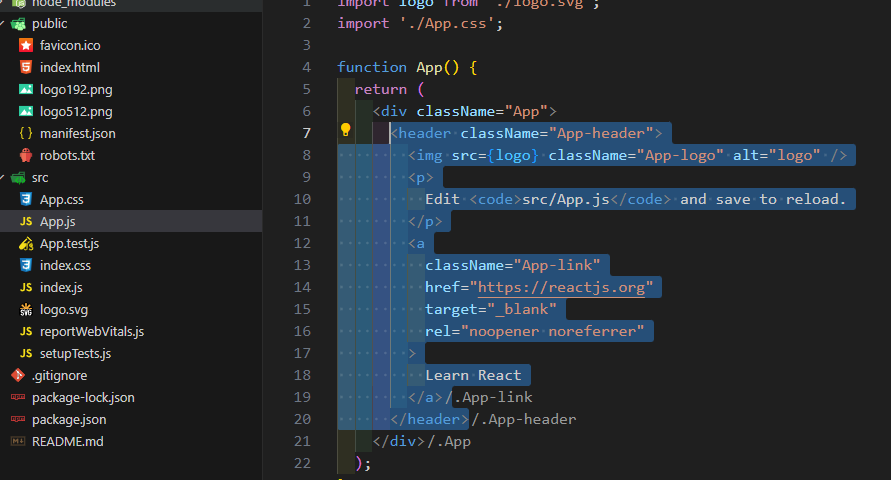 node_modules
public
favicon.ico
index.html
logo192.png
logo512.png
{ } manifest.json
robots.txt
src
App.css
JS App.js
App.test.js
index.css
JS index.js
SVG logo.svg
JS reportWebVitals.js
JS setupTests.js
.gitignore
package-lock.json
package.json
README.md
1 import logo from './logo.svg';
2 import './App.css';
3
4 function App() {
5 return (
6 <div className="App">
7 <header className="App-header">
8 <img src={logo} className="App-logo" alt="logo" />
9 <p>
10 Edit <code>src/App.js</code> and save to reload.
11 </p>
12 <a
13 className="App-link"
14 href="https://reactjs.org"
15 target="_blank"
16 rel="noopener noreferrer"
17 >
18 Learn React
19 </a>/.App-link
20 </header>/.App-header
21 </div>/.App
22 );